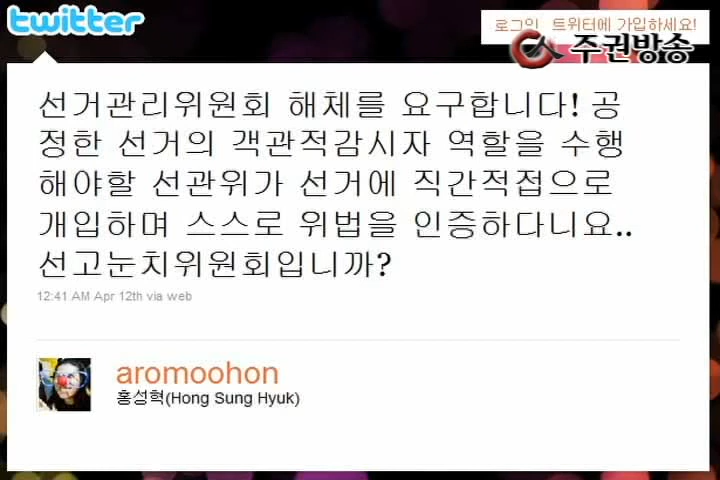 twitter
로그인 트위터에 가입하세요!
주권방송
선거관리위원회 해체를 요구합니다! 공
정한 선거의 객관적감시자 역할을 수행
해야할 선관위가 선거에 직간적접으로
개입하며 스스로 위법을 인증하다니요..
선고눈치위원회입니까?
12:41 AM Apr 12th via web
aromoohon
홍성혁(Hong Sung Hyuk)